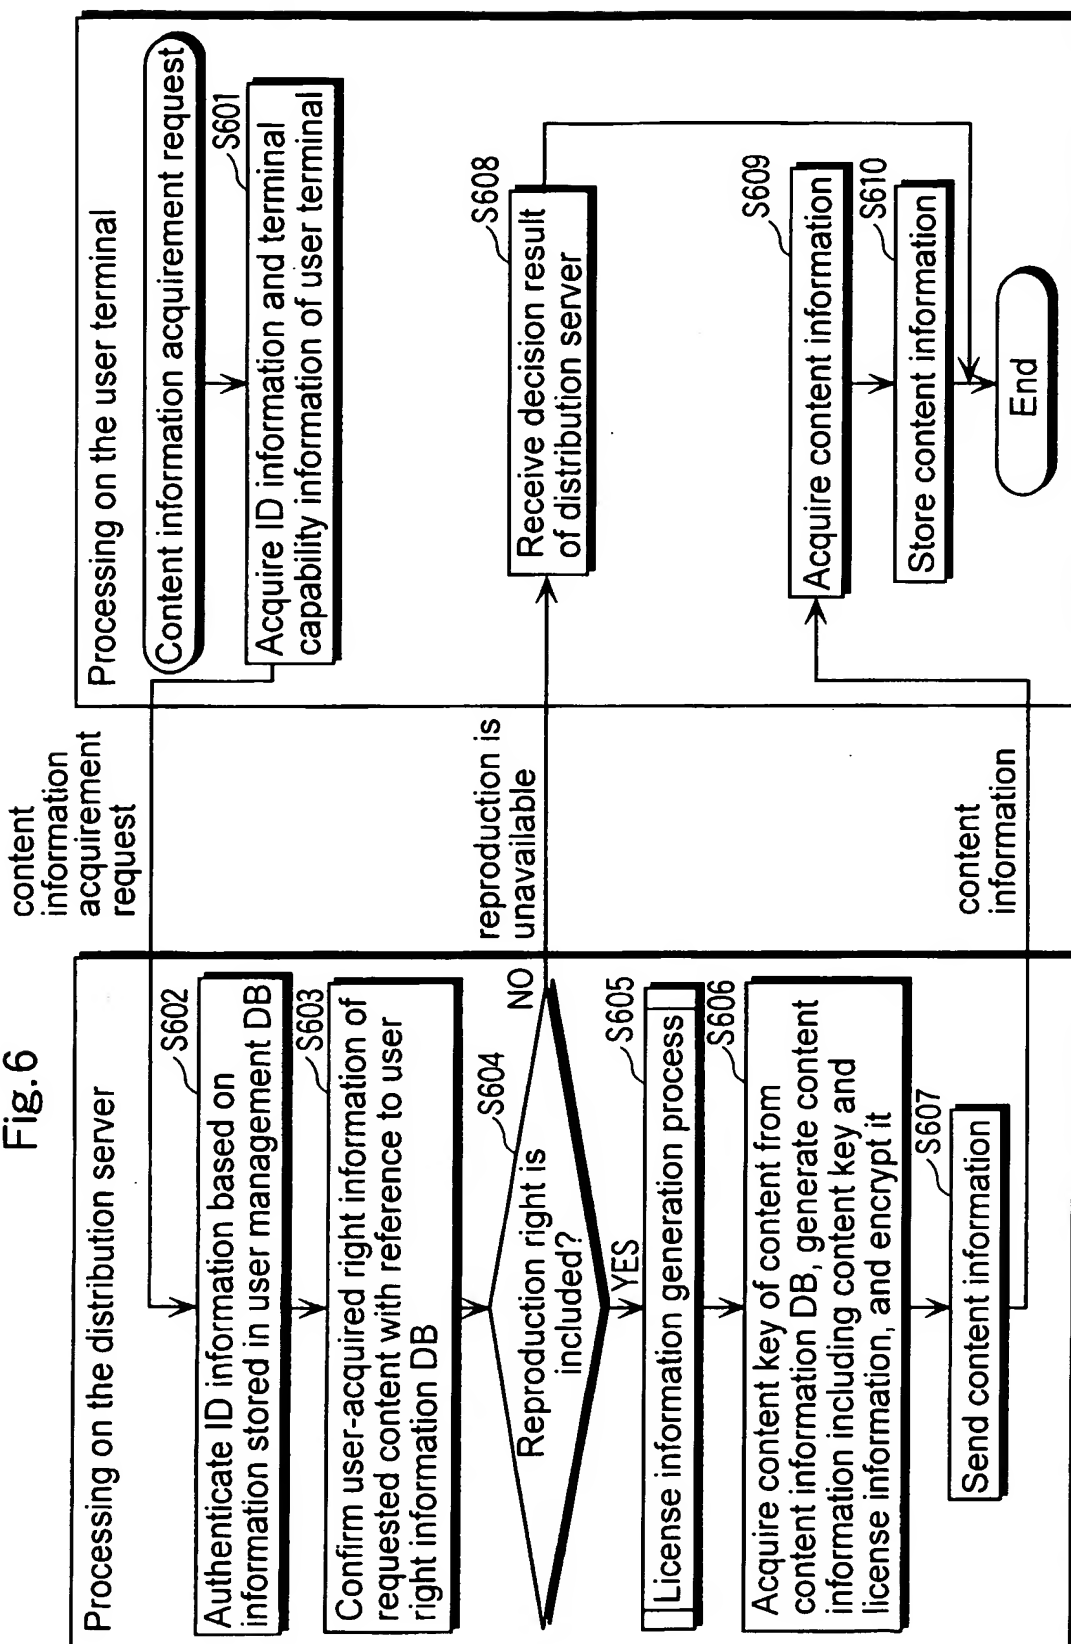 Fig.6
Processing on the distribution server
Authenticate ID information based on
information stored in user management DB
S602
Confirm user-acquired right information of
requested content with reference to user
right information DB
S603
Reproduction right is
included?
S604
NO
YES
License information generation process
S605
Acquire content key of content from
content information DB, generate content
information including content key and
license information, and encrypt it
S606
Send content information
S607
content
information
acquirement
request
reproduction is
unavailable
content
information
Processing on the user terminal
Content information acquirement request
Acquire ID information and terminal
capability information of user terminal
S601
Receive decision result
of distribution server
S608
Acquire content information
S609
Store content information
S610
End